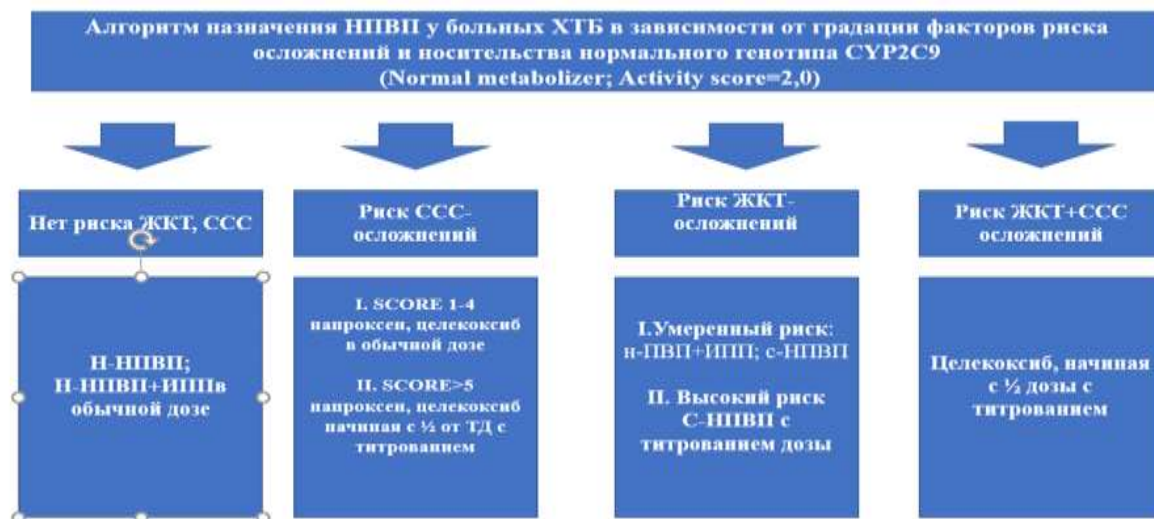 Алгоритм назначения НПВП у больных ХТБ в зависимости от градации факторов риска
осложнений и носительства нормального генотипа CYP2C9
(Normal metabolizer; Activity score=2,0)
Нет риска ЖКТ, ССС
Н-НПВП;
Н-НПВП+ИППв
обычной дозе
Риск ССС-
осложнений
I. SCORE 1-4
напроксен, целекоксиб
в обычной дозе
II. SCORE>5
напроксен, целекоксиб
начиная с ½ от ТД с
титрованием
Риск ЖКТ-
осложнений
I.Умеренный риск:
н-ПВП+ИПП; с-НПВП
II. Высокий риск
С-НПВП с
титрованием дозы
Риск ЖКТ+ССС
осложнений
Целекоксиб, начиная
с ½ дозы с
титрованием